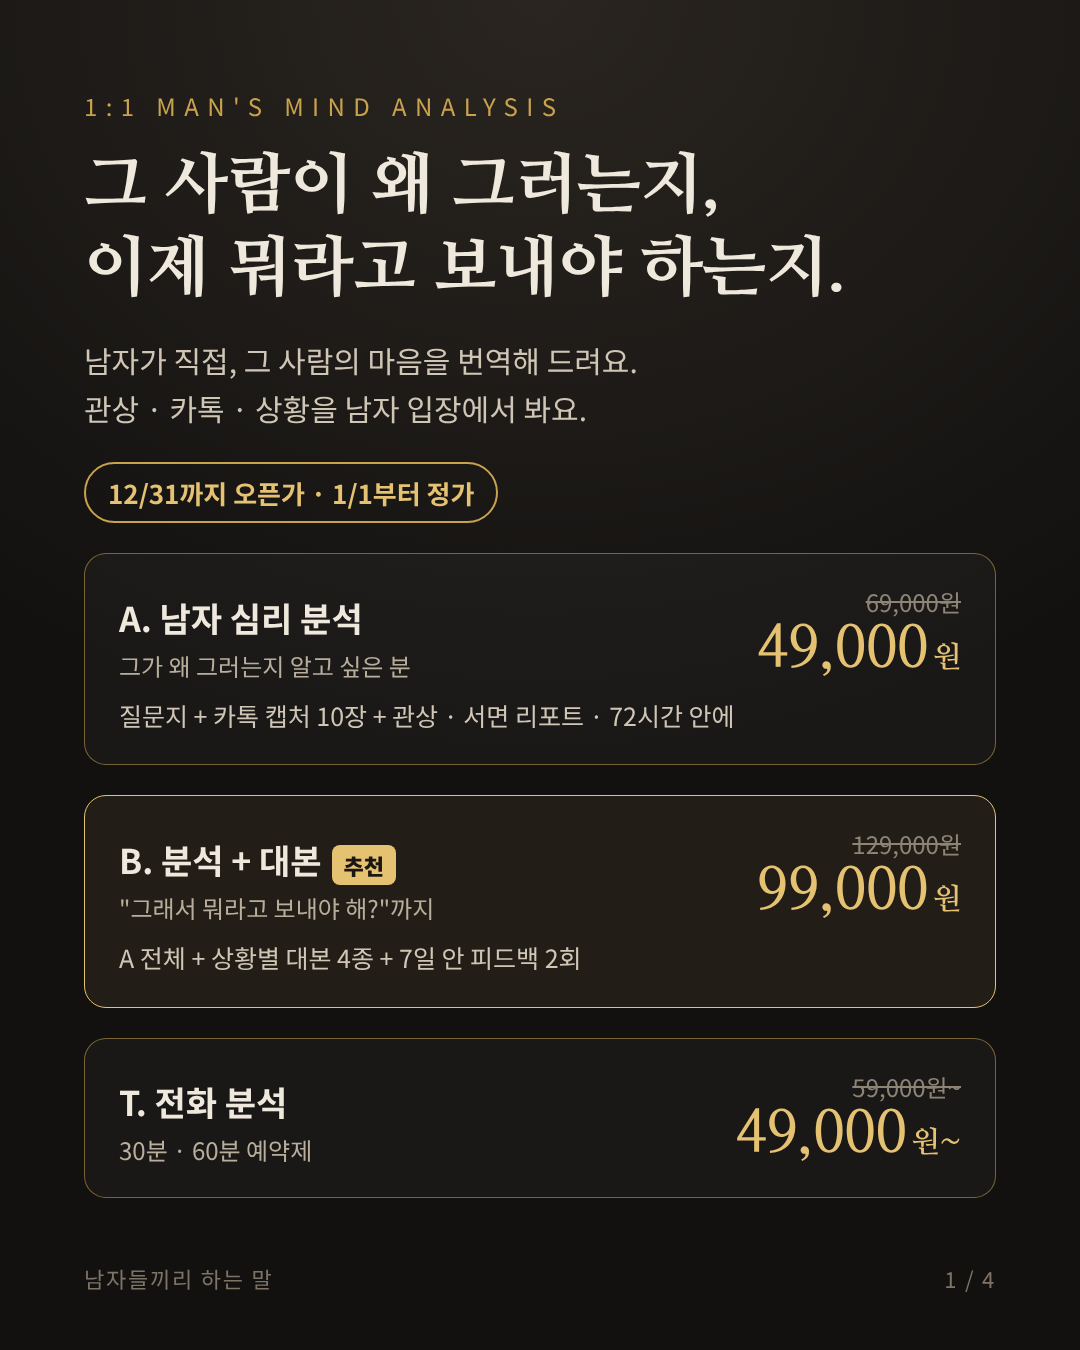 1:1 MAN'S MIND ANALYSIS
그 사람이 왜 그러는지,
이제 뭐라고 보내야 하는지.
남자가 직접, 그 사람의 마음을 번역해 드려요.
관상 · 카톡 · 상황을 남자 입장에서 봐요.
12/31까지 오픈가 · 1/1부터 정가
A. 남자 심리 분석
69,000원
49,000원
그가 왜 그러는지 알고 싶은 분
질문지 + 카톡 캡처 10장 + 관상 · 서면 리포트 · 72시간 안에
B. 분석 + 대본 추천
129,000원
99,000원
"그래서 뭐라고 보내야 해?"까지
A 전체 + 상황별 대본 4종 + 7일 안 피드백 2회
T. 전화 분석
59,000원~
49,000원~
30분 · 60분 예약제
남자들끼리 하는 말
1 / 4